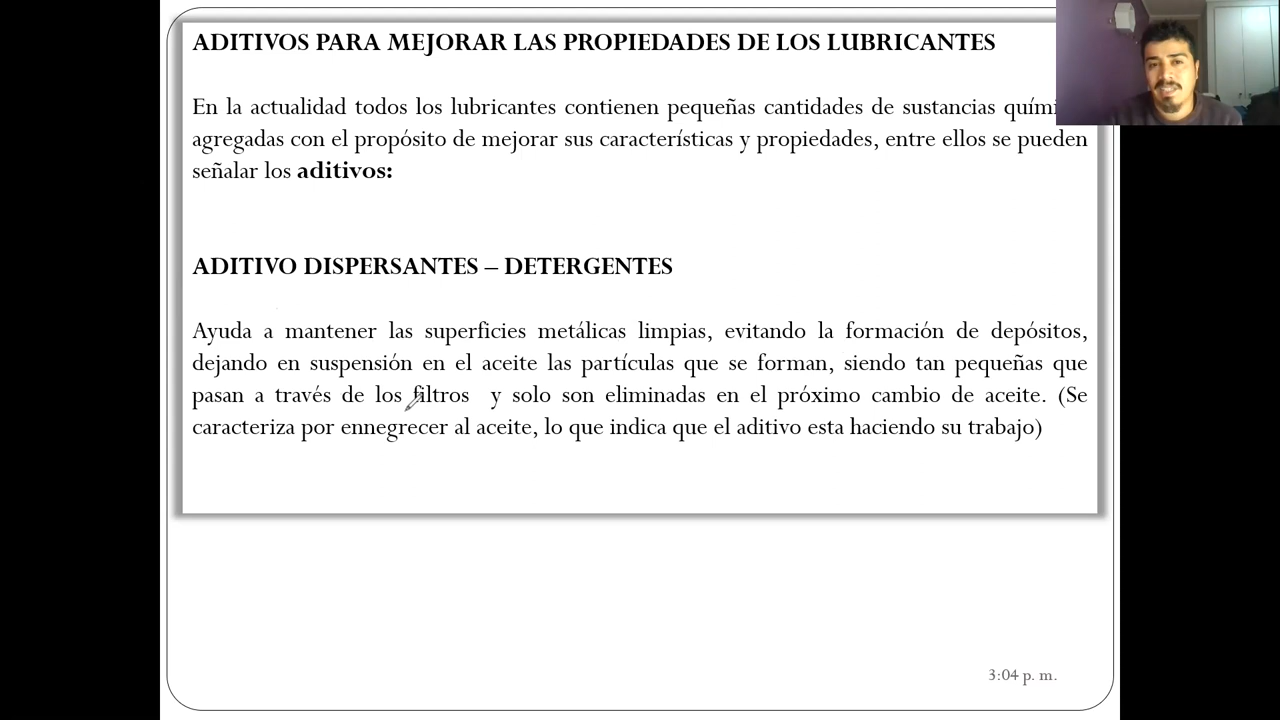 ADITIVOS PARA MEJORAR LAS PROPIEDADES DE LOS LUBRICANTES
En la actualidad todos los lubricantes contienen pequeñas cantidades de sustancias
agregadas con el propósito de mejorar sus características y propiedades, entre ellos se pueden
señalar los aditivos:
ADITIVO DISPERSANTES – DETERGENTES
Ayuda a mantener las superficies metálicas limpias, evitando la formación de depósitos,
dejando en suspensión en el aceite las partículas que se forman, siendo tan pequeñas que
pasan a través de los filtros y solo son eliminadas en el próximo cambio de aceite. (Se
caracteriza por ennegrecer al aceite, lo que indica que el aditivo esta haciendo su trabajo)
3:04 p. m.